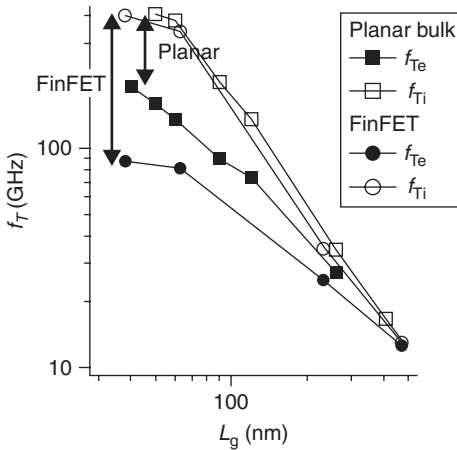 Planar bulk
f_Te
f_Ti
FinFET
f_Te
f_Ti
FinFET
Planar
100
10
f_T (GHz)
100
L_g (nm)